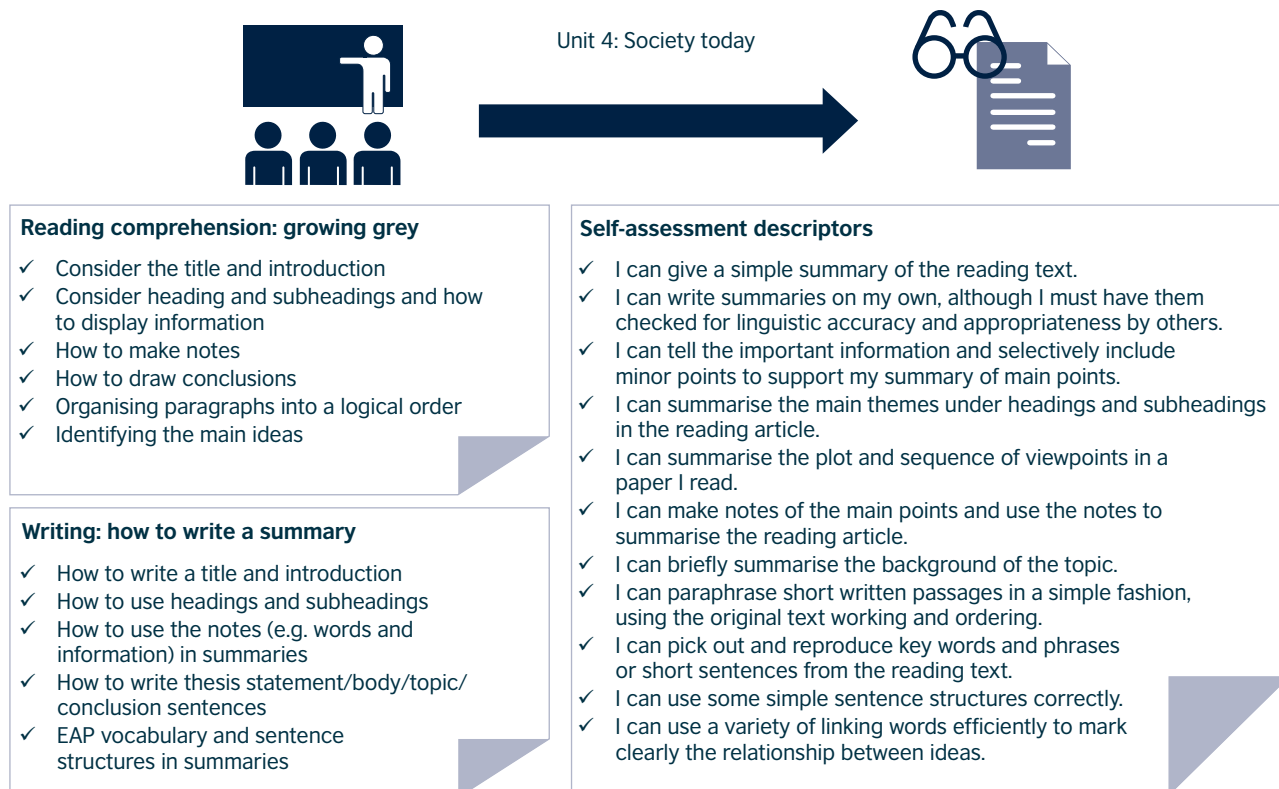 Unit 4: Society today
Reading comprehension: growing grey
✓ Consider the title and introduction
✓ Consider heading and subheadings and how
to display information
✓ How to make notes
✓ How to draw conclusions
✓ Organising paragraphs into a logical order
✓ Identifying the main ideas
Writing: how to write a summary
✓ How to write a title and introduction
✓ How to use headings and subheadings
✓ How to use the notes (e.g. words and
information) in summaries
✓ How to write thesis statement/body/topic/
conclusion sentences
✓ EAP vocabulary and sentence
structures in summaries
Self-assessment descriptors
✓ I can give a simple summary of the reading text.
✓ I can write summaries on my own, although I must have them
checked for linguistic accuracy and appropriateness by others.
✓ I can tell the important information and selectively include
minor points to support my summary of main points.
✓ I can summarise the main themes under headings and subheadings
in the reading article.
✓ I can summarise the plot and sequence of viewpoints in a
paper I read.
✓ I can make notes of the main points and use the notes to
summarise the reading article.
✓ I can briefly summarise the background of the topic.
✓ I can paraphrase short written passages in a simple fashion,
using the original text working and ordering.
✓ I can pick out and reproduce key words and phrases
or short sentences from the reading text.
✓ I can use some simple sentence structures correctly.
✓ I can use a variety of linking words efficiently to mark
clearly the relationship between ideas.